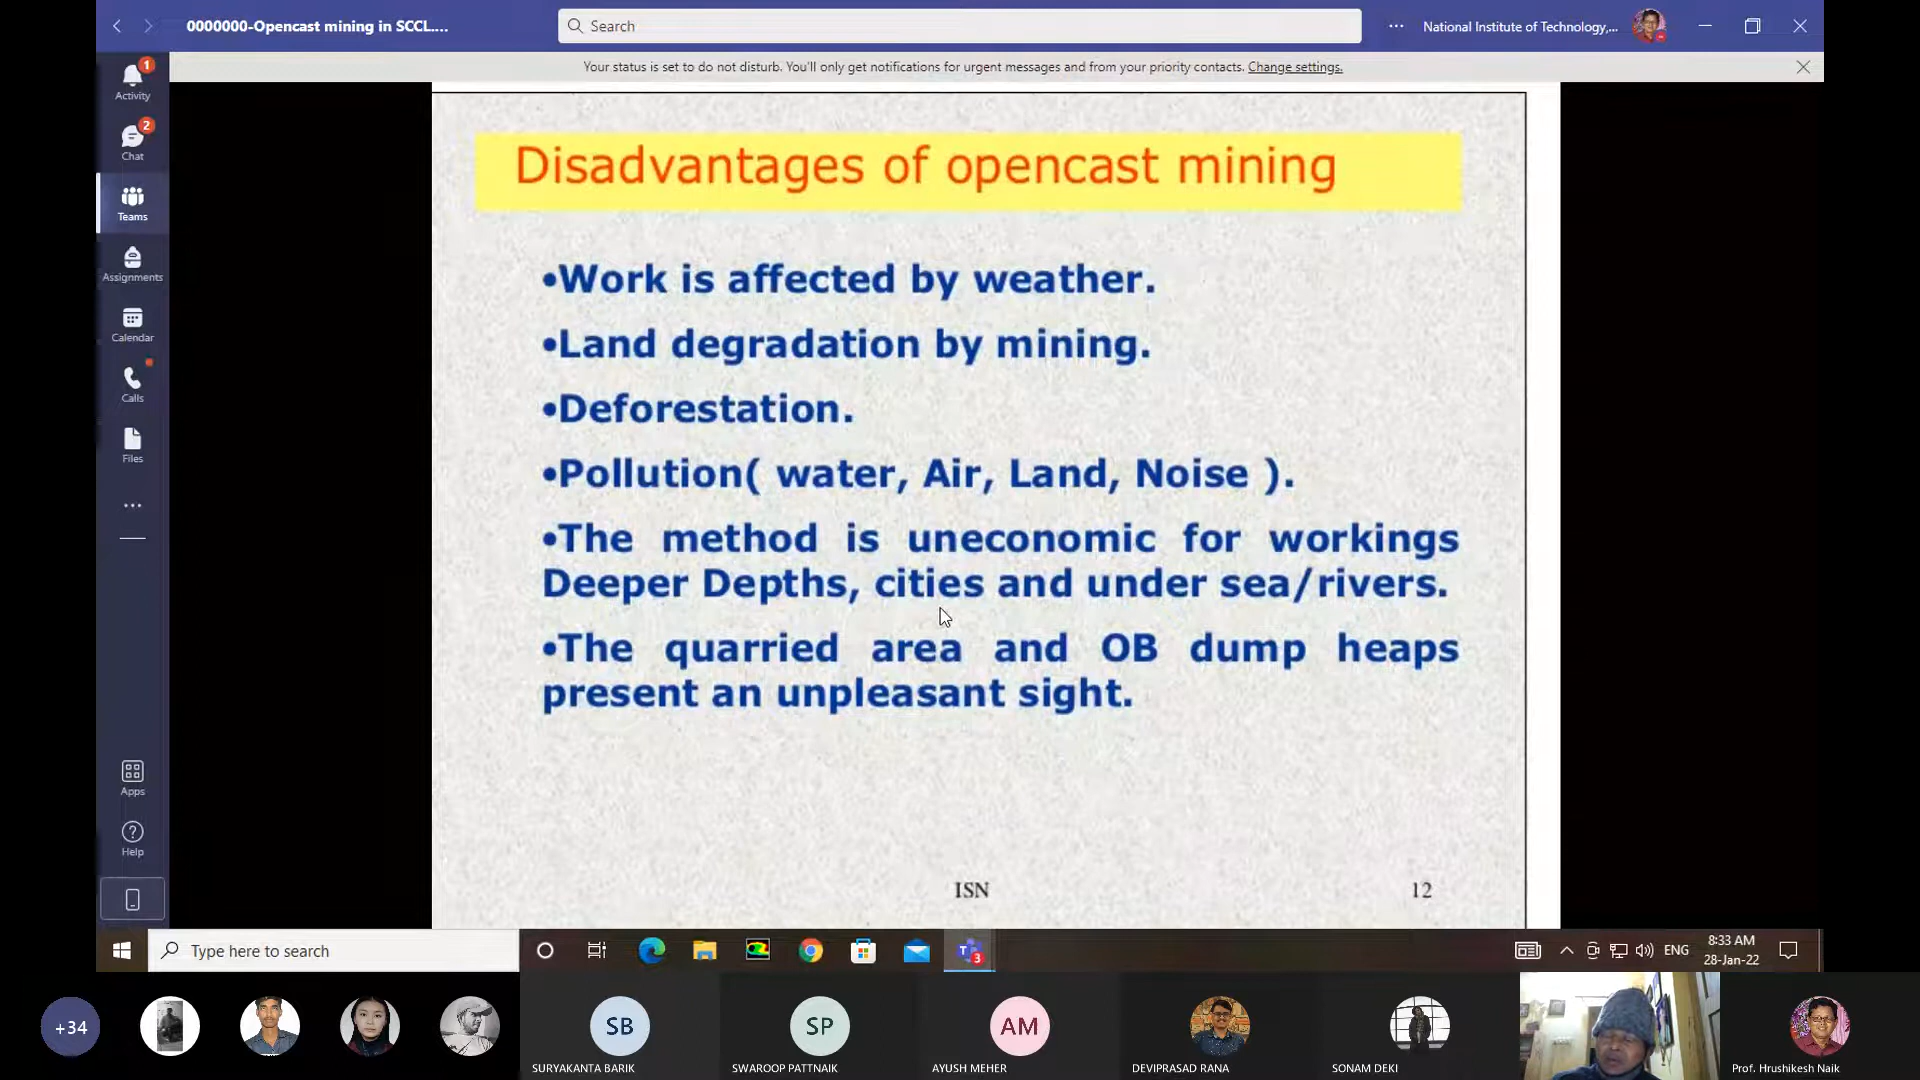 0000000-Opencast mining in SCCL....
Search
National Institute of Technology,...
Your status is set to do not disturb. You'll only get notifications for urgent messages and from your priority contacts. Change settings.
1
Activity
2
Chat
Teams
Assignments
Calendar
Calls
Files
Apps
Help
Disadvantages of opencast mining
•Work is affected by weather.
•Land degradation by mining.
•Deforestation.
•Pollution( water, Air, Land, Noise ).
•The method is uneconomic for workings
Deeper Depths, cities and under sea/rivers.
•The quarried area and OB dump heaps
present an unpleasant sight.
ISN
12
Type here to search
3
ENG
8:33 AM
28-Jan-22
+34
SB
SURYAKANTA BARIK
SP
SWAROOP PATTNAIK
AM
AYUSH MEHER
DEVIPRASAD RANA
SONAM DEKI
Prof. Hrushikesh Naik